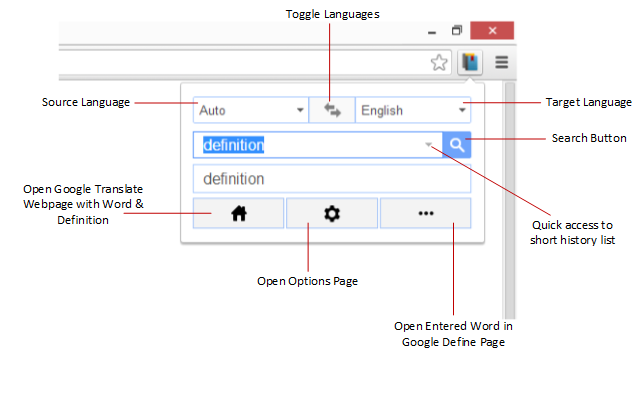 Toggle Languages
Source Language
Auto
English
Target Language
definition
Search Button
definition
Open Google Translate
Webpage with Word &
Definition
Quick access to
short history list
Open Options Page
Open Entered Word in
Google Define Page